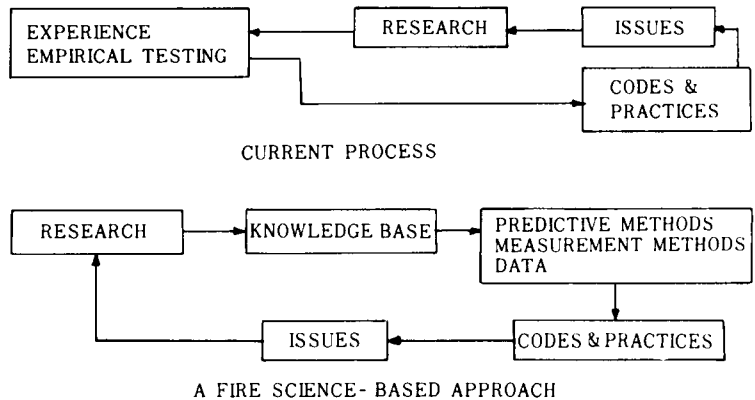 EXPERIENCE
EMPIRICAL TESTING
RESEARCH
ISSUES
CODES &
PRACTICES
CURRENT PROCESS
RESEARCH
KNOWLEDGE BASE
PREDICTIVE METHODS
MEASUREMENT METHODS
DATA
ISSUES
CODES & PRACTICES
A FIRE SCIENCE- BASED APPROACH